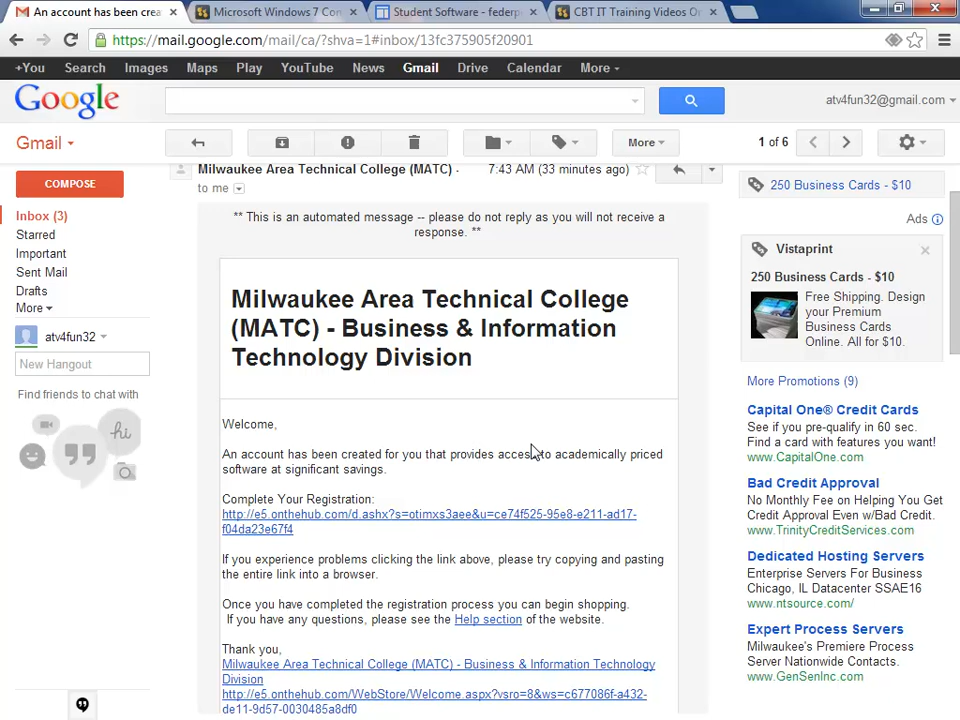 An account has been crea
Microsoft Windows 7 Con
Student Software - federp
CBT IT Training Videos O
https://mail.google.com/mail/ca/?shva=1#inbox/13fc375905f20901
+You Search Images Maps Play YouTube News Gmail Drive Calendar More
Google
atv4fun32@gmail.com
Gmail
More
1 of 6
COMPOSE
Inbox (3)
Starred
Important
Sent Mail
Drafts
More
atv4fun32
New Hangout
Find friends to chat with
hi
Milwaukee Area Technical College (MATC) - 7:43 AM (33 minutes ago)
to me
** This is an automated message -- please do not reply as you will not receive a
response. **
Milwaukee Area Technical College
(MATC) - Business & Information
Technology Division
Welcome,
An account has been created for you that provides access to academically priced
software at significant savings.
Complete Your Registration:
http://e5.onthehub.com/d.ashx?s=otimxs3aee&u=ce74f525-95e8-e211-ad17-
f04da23e67f4
If you experience problems clicking the link above, please try copying and pasting
the entire link into a browser.
Once you have completed the registration process you can begin shopping.
If you have any questions, please see the Help section of the website.
Thank you,
Milwaukee Area Technical College (MATC) - Business & Information Technology
Division
http://e5.onthehub.com/WebStore/Welcome.aspx?vsro=8&ws=c677086f-a432-
de11-9d57-0030485a8df0
250 Business Cards - $10
Ads
Vistaprint
250 Business Cards - $10
Free Shipping. Design
your Premium
Business Cards
Online. All for $10.
More Promotions (9)
Capital One® Credit Cards
See if you pre-qualify in 60 sec.
Find a card with features you want!
www.CapitalOne.com
Bad Credit Approval
No Monthly Fee on Helping You Get
Credit Approval Even w/Bad Credit.
www.TrinityCreditServices.com
Dedicated Hosting Servers
Enterprise Servers For Business
Chicago, IL Datacenter SSAE16
www.ntsource.com/
Expert Process Servers
Milwaukee's Premiere Process
Server Nationwide Contacts.
www.GenSenInc.com